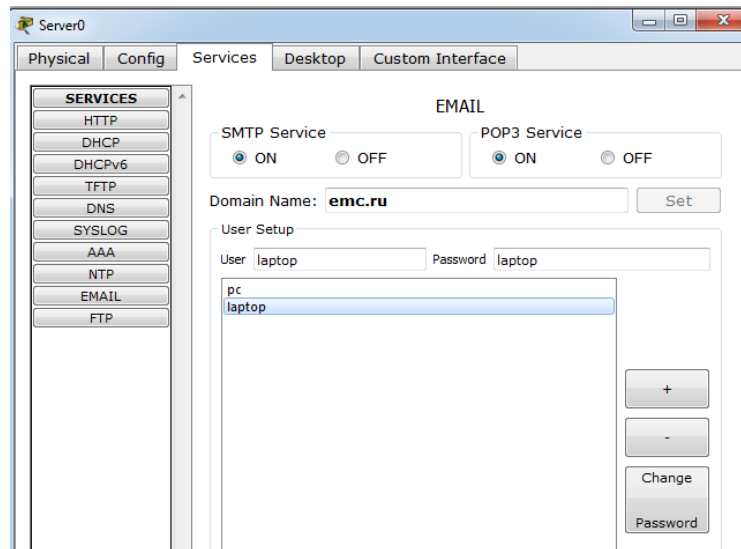 Server0
Physical Config Services Desktop Custom Interface
SERVICES
HTTP
DHCP
DHCPv6
TFTP
DNS
SYSLOG
AAA
NTP
EMAIL
FTP
EMAIL
SMTP Service
ON OFF
POP3 Service
ON OFF
Domain Name: emc.ru Set
User Setup
User laptop Password laptop
pc
laptop
+
-
Change
Password